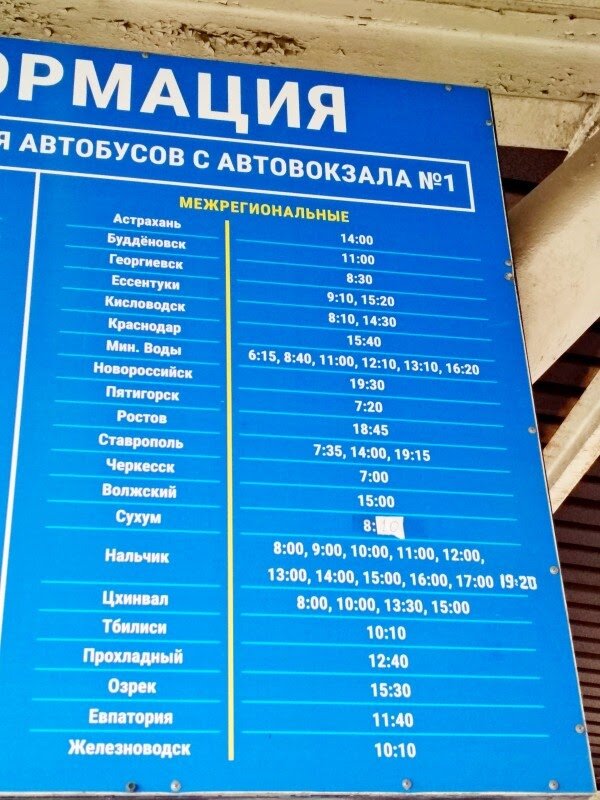 ОРМАЦИЯ
Я АВТОБУСОВ С АВТОВОКЗАЛА №1
МЕЖРЕГИОНАЛЬНЫЕ
Астрахань 14:00
Буддёновск 11:00
Георгиевск 8:30
Ессентуки 9:10, 15:20
Кисловодск 8:10, 14:30
Краснодар 15:40
Мин. Воды 6:15, 8:40, 11:00, 12:10, 13:10, 16:20
Новороссийск 19:30
Пятигорск 7:20
Ростов 18:45
Ставрополь 7:35, 14:00, 19:15
Черкесск 7:00
Волжский 15:00
Сухум 8:10
Нальчик 8:00, 9:00, 10:00, 11:00, 12:00,
13:00, 14:00, 15:00, 16:00, 17:00 19:20
Цхинвал 8:00, 10:00, 13:30, 15:00
Тбилиси 10:10
Прохладный 12:40
Озрек 15:30
Евпатория 11:40
Железноводск 10:10